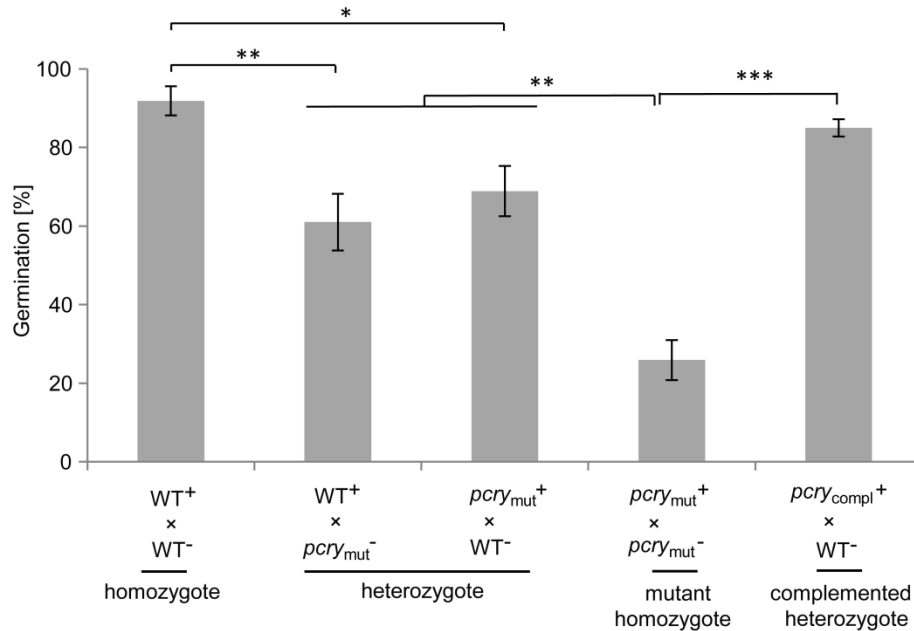 *
**
**
***
100
80
60
40
20
0
Germination [%]
WT+
×
WT-
WT+
×
pcrymut-
pcrymut+
×
WT-
pcrymut+
×
pcrymut-
pcrycompl+
×
WT-
homozygote
heterozygote
mutant
homozygote
complemented
heterozygote